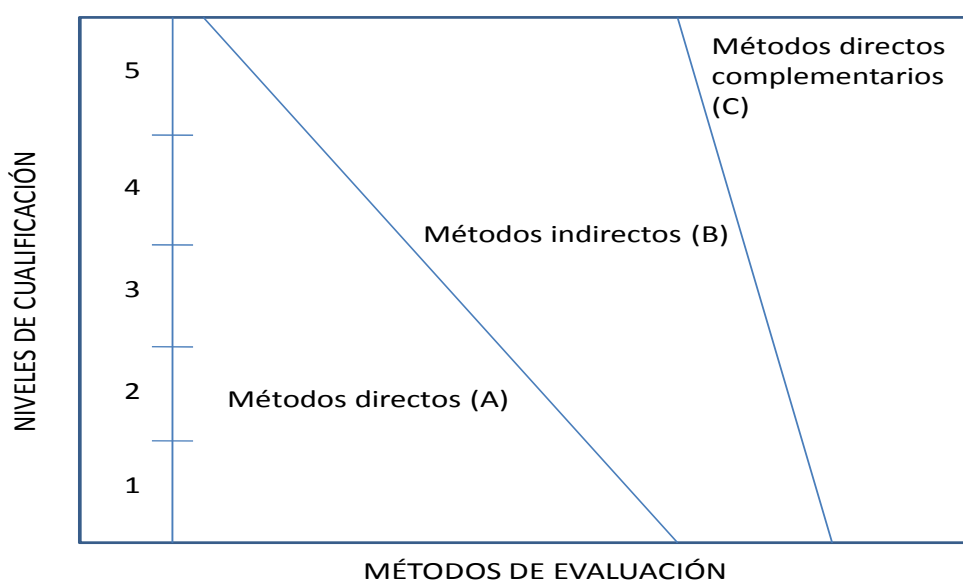 Métodos directos
complementarios
(C)
5
4
Métodos indirectos (B)
3
Métodos directos (A)
2
1
NIVELES DE CUALIFICACIÓN
MÉTODOS DE EVALUACIÓN